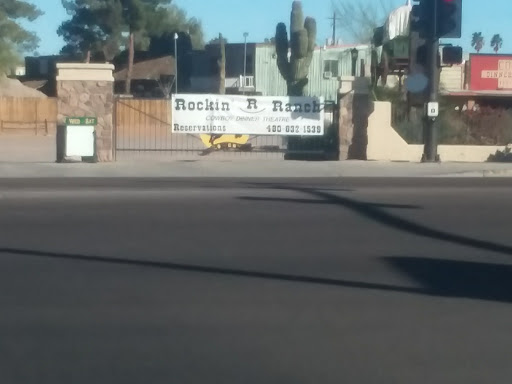 Rockin' R Ranch
COWBOY DINNER THEATRE
Reservations 480-832-1539